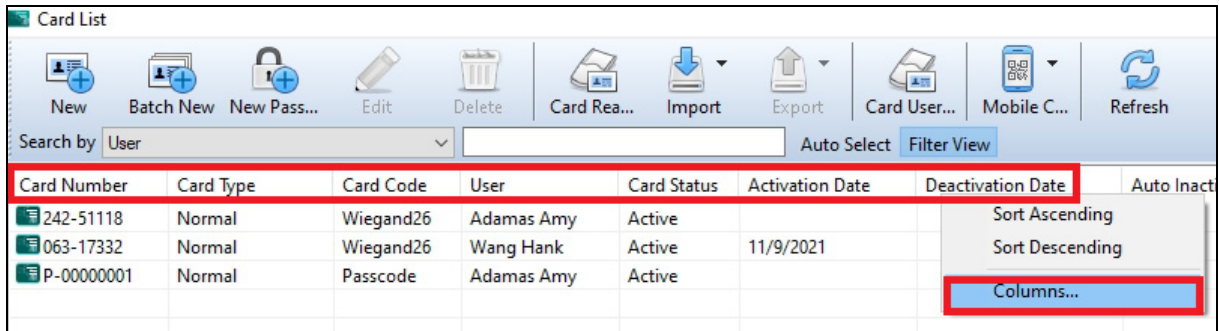 Card List
New Batch New New Pass... Edit Delete Card Rea... Import Export Card User... Mobile C... Refresh
Search by User Auto Select Filter View
Card Number Card Type Card Code User Card Status Activation Date Deactivation Date Auto Inacti
242-51118 Normal Wiegand26 Adamas Amy Active
Sort Ascending
063-17332 Normal Wiegand26 Wang Hank Active 11/9/2021
Sort Descending
P-00000001 Normal Passcode Adamas Amy Active
Columns...